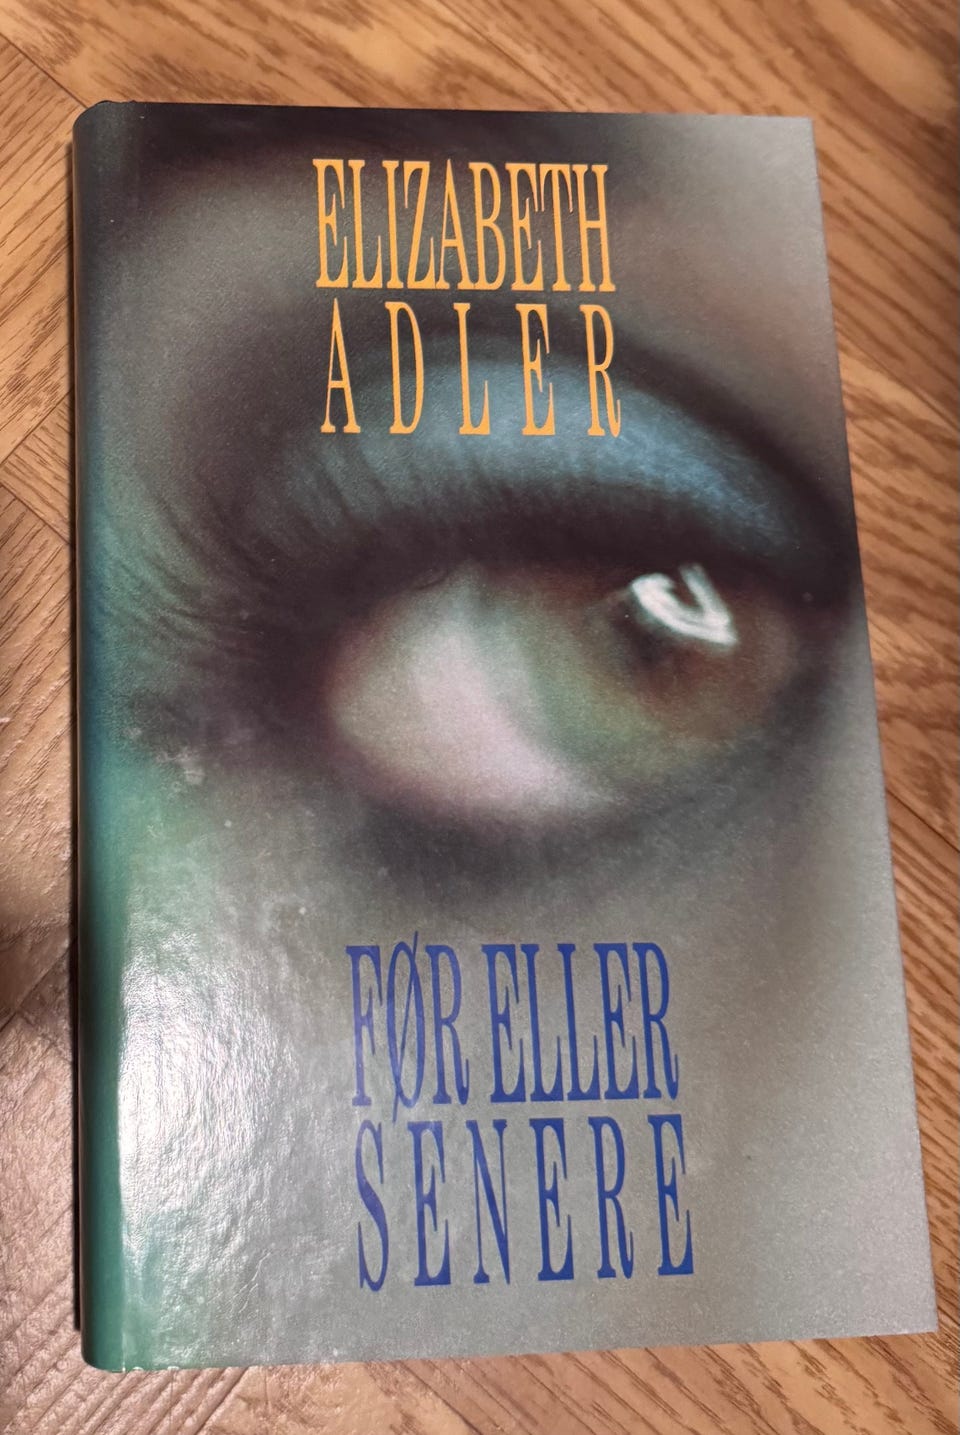 ELIZABETH
ADLER
FØR ELLER
SENERE